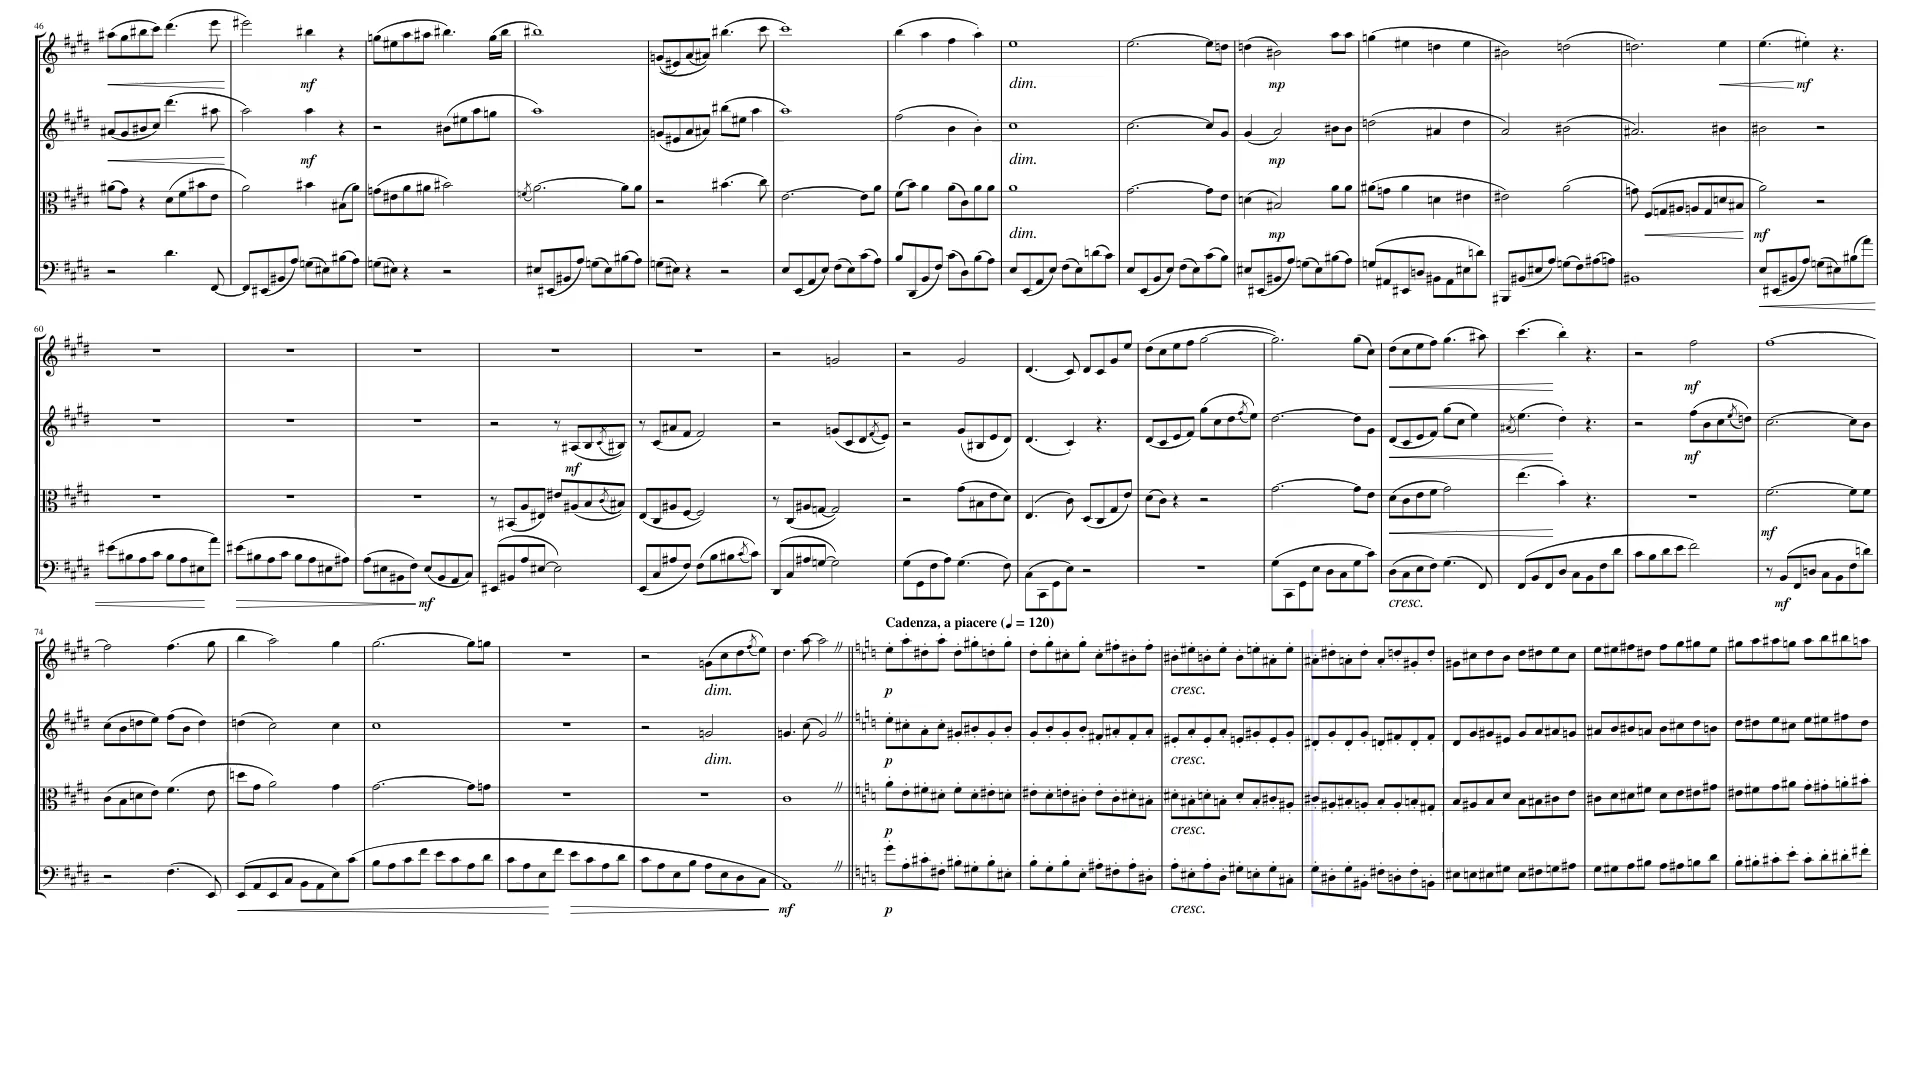 46
mf
mf
dim.
dim.
dim.
mp
mp
mp
mf
mf
60
mf
mf
mf
cresc.
mf
mf
mf
mf
Cadenza, a piacere (♩ = 120)
74
dim.
dim.
mf
p
p
p
p
cresc.
cresc.
cresc.
cresc.